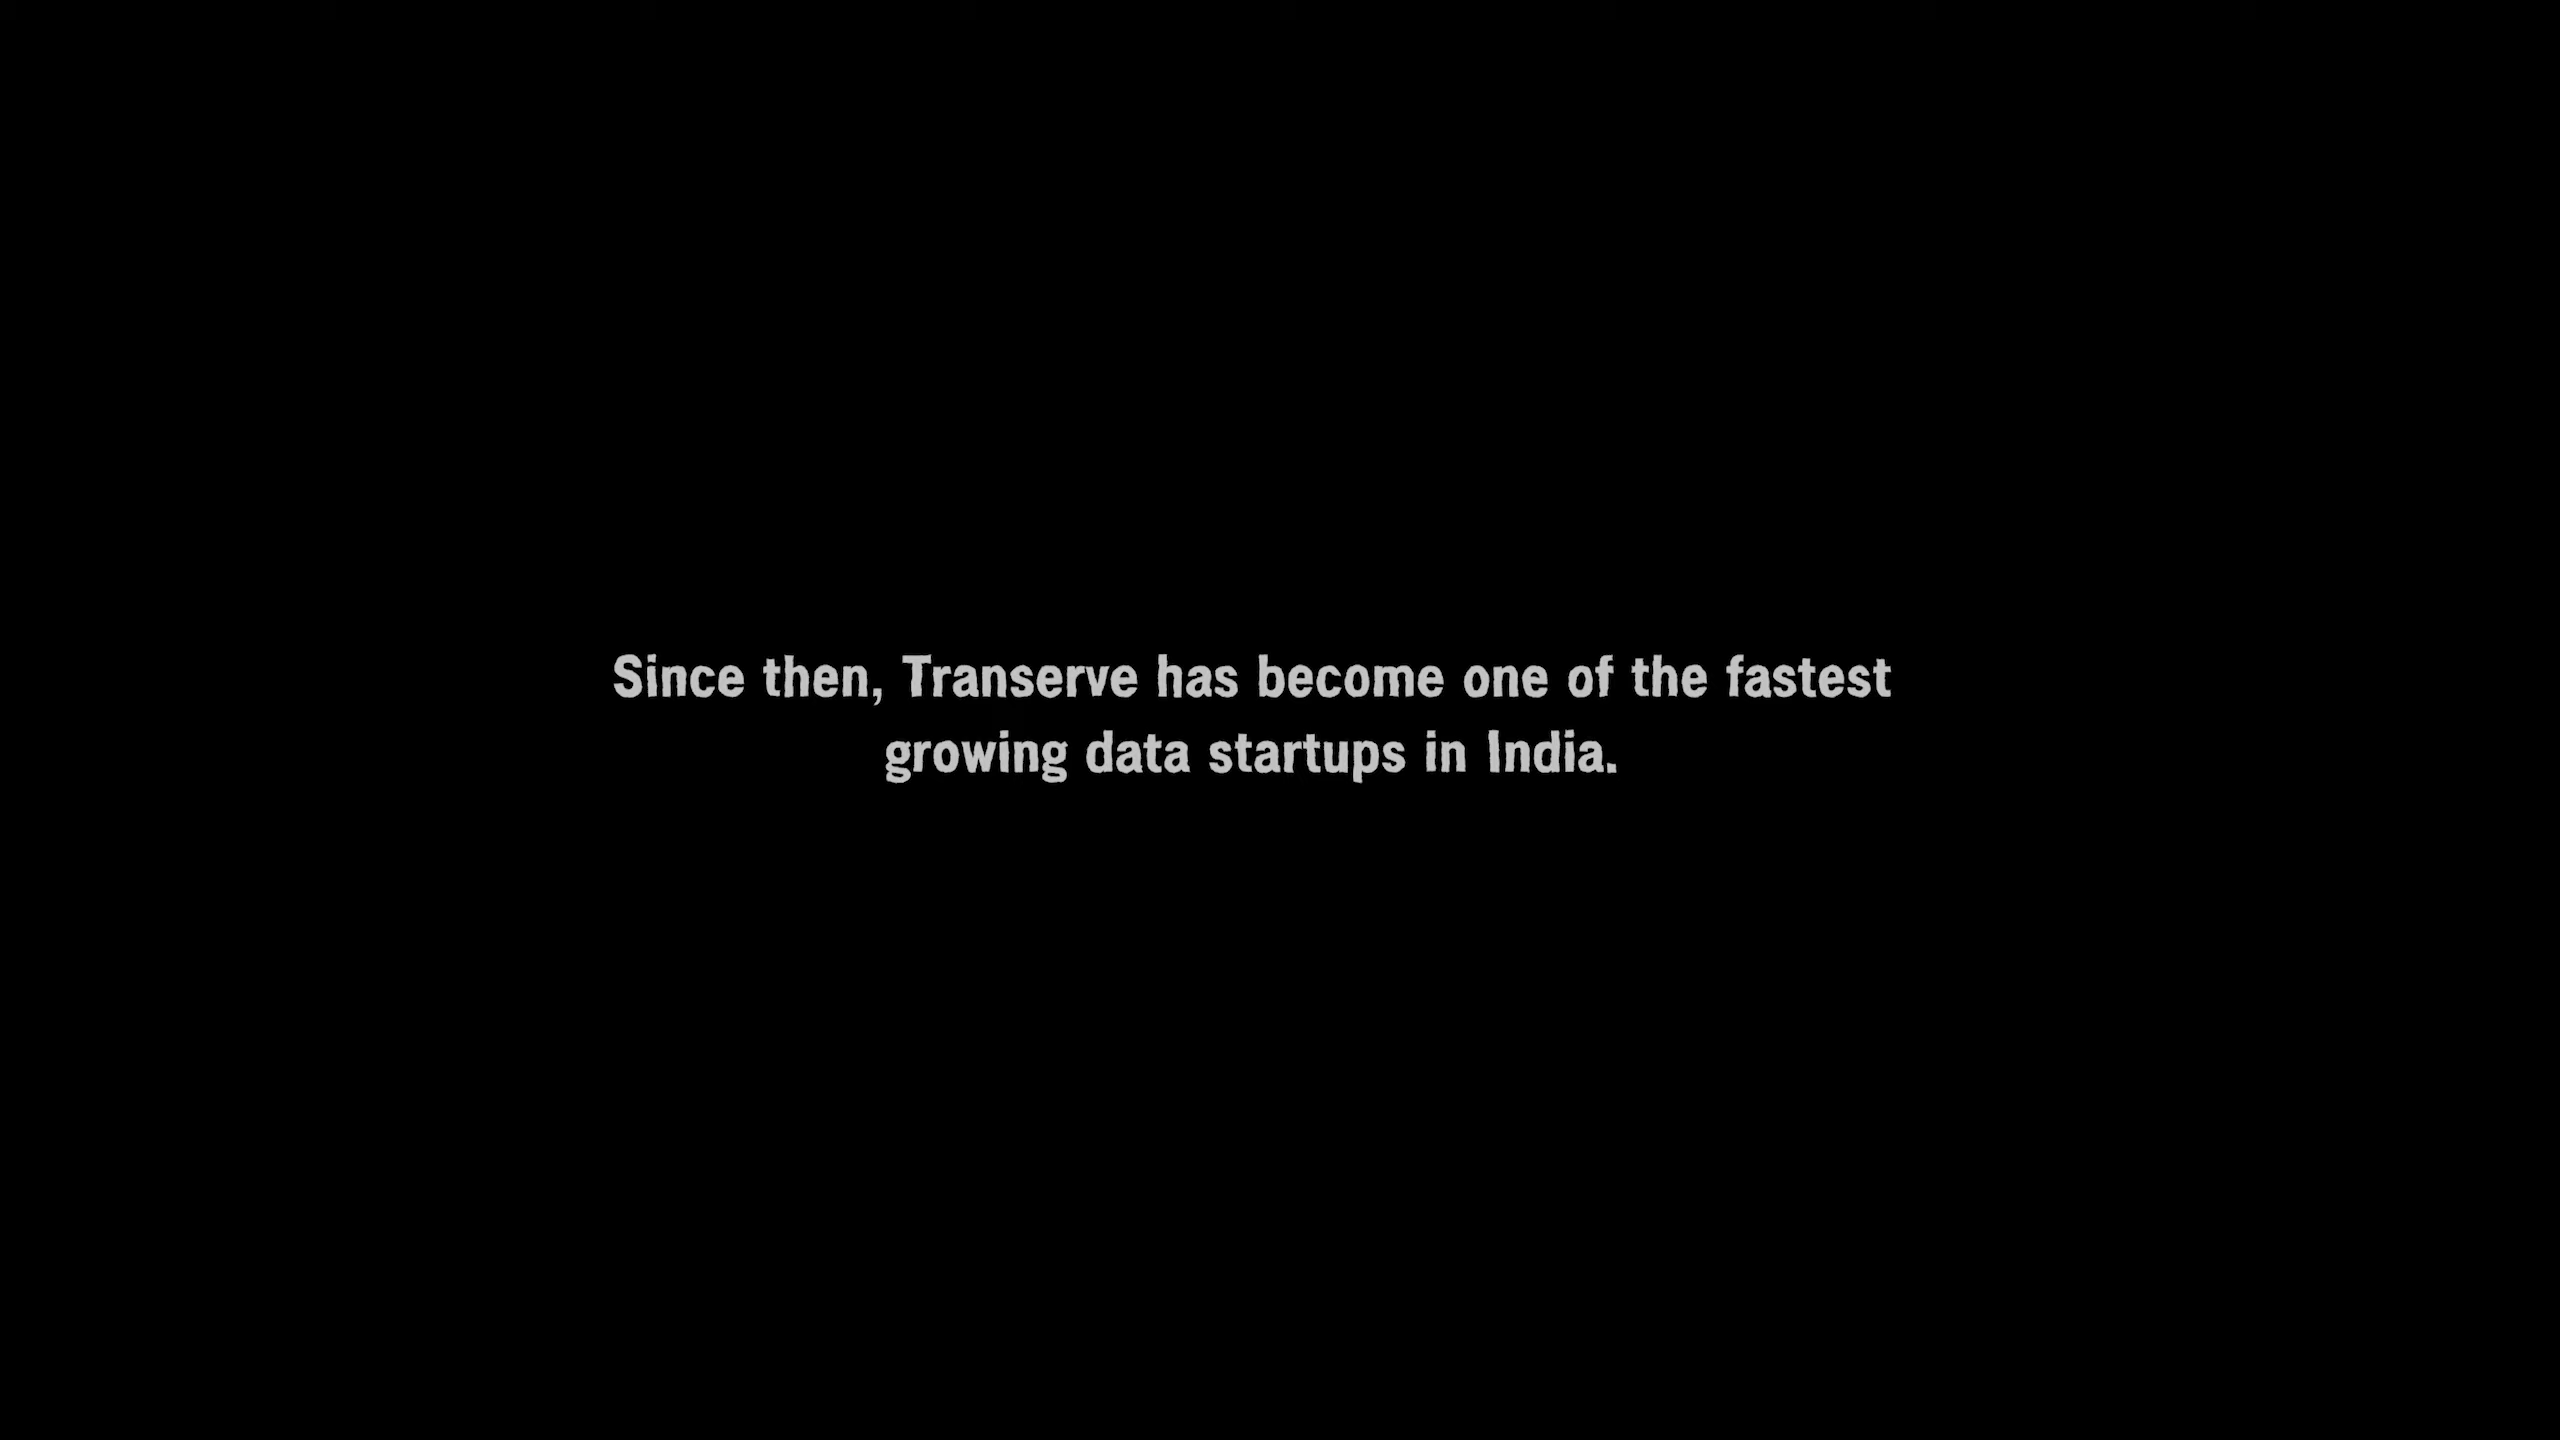 Since then, Transerve has become one of the fastest
growing data startups in India.